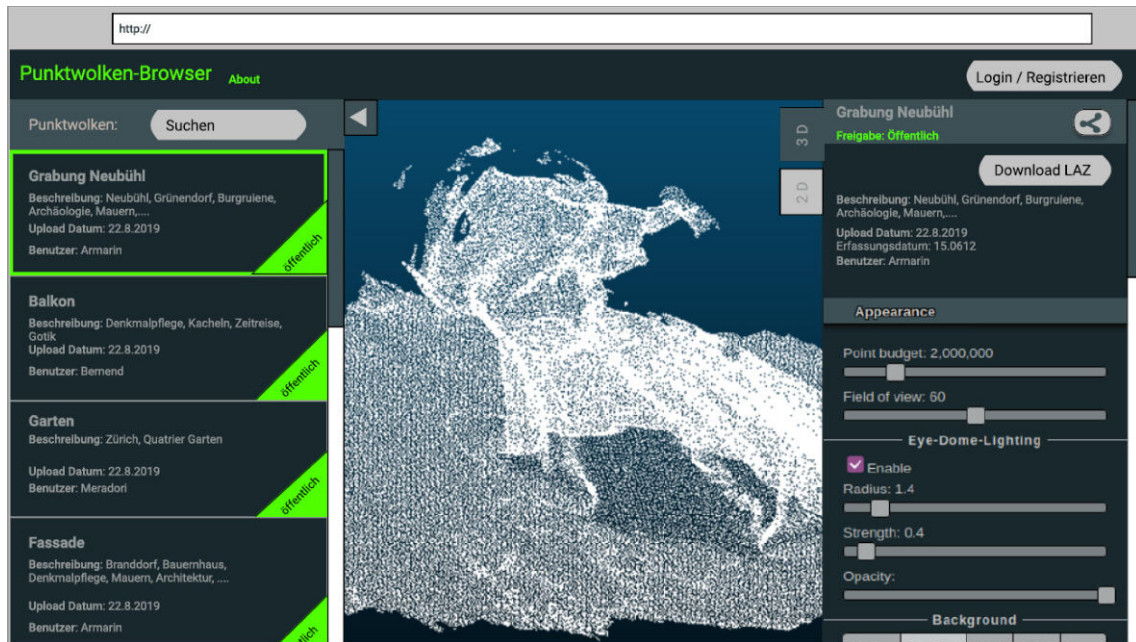 http://
Punktwolken-Browser About
Login / Registrieren
Punktwolken:
Suchen
Grabung Neubühl
Beschreibung: Neubühl, Grünendorf, Burgruiene,
Archäologie, Mauern,....
Upload Datum: 22.8.2019
Benutzer: Armarin
öffentlich
Balkon
Beschreibung: Denkmalpflege, Kacheln, Zeitreise,
Gotik
Upload Datum: 22.8.2019
Benutzer: Bernend
öffentlich
Garten
Beschreibung: Zürich, Quatrier Garten
Upload Datum: 22.8.2019
Benutzer: Meradori
öffentlich
Fassade
Beschreibung: Branddorf, Bauernhaus,
Denkmalpflege, Mauern, Architektur, ....
Upload Datum: 22.8.2019
Benutzer: Armarin
öffentlich
3D
2D
Grabung Neubühl
Freigabe: Öffentlich
Download LAZ
Beschreibung: Neubühl, Grünendorf, Burgruiene,
Archäologie, Mauern,....
Upload Datum: 22.8.2019
Erfassungsdatum: 15.0612
Benutzer: Armarin
Appearance
Point budget: 2,000,000
Field of view: 60
Eye-Dome-Lighting
Enable
Radius: 1.4
Strength: 0.4
Opacity:
Background